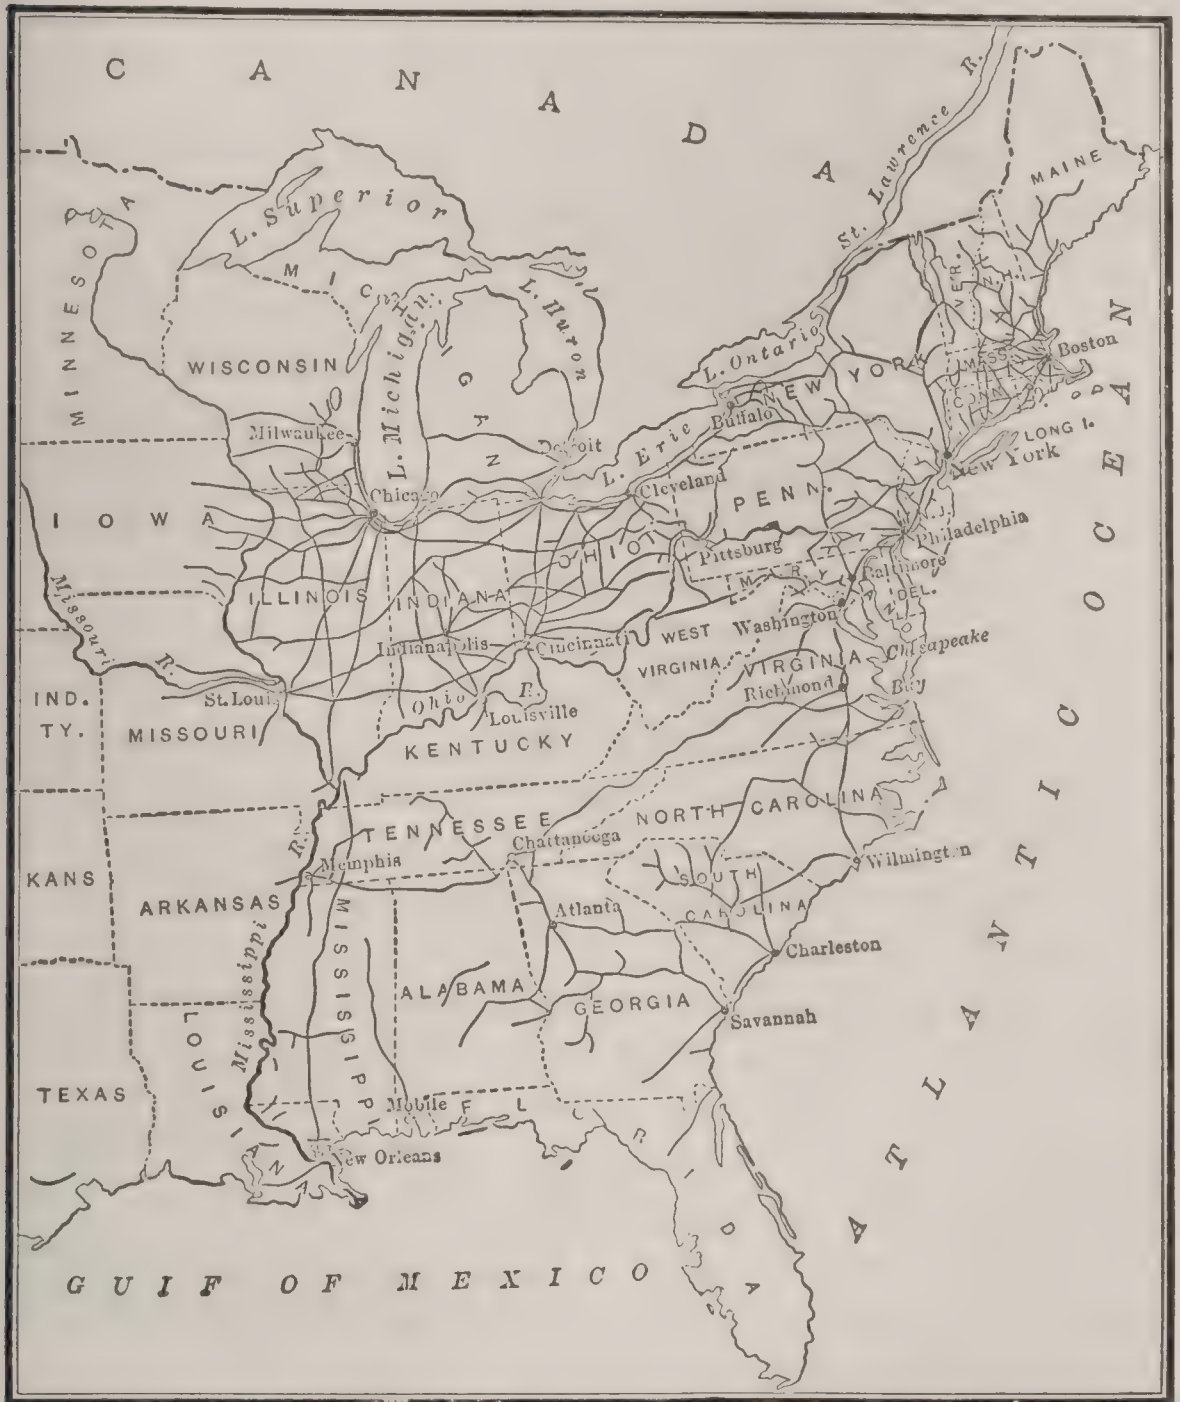 CANADA
St. Lawrence R.
MAINE
MINNESOTA
L. Superior
MICHIGAN
L. Huron
VER.
N. H.
WISCONSIN
L. Michigan
L. Ontario
NEW YORK
MASS
Boston
CONN
Buffalo
Milwaukee
Detroit
L. Erie
LONG I.
New York
Cleveland
PENN.
Chicago
IOWA
N. J.
Philadelphia
OHIO
Pittsburg
MARYLAND
Baltimore
DEL.
Missouri R.
ILLINOIS
INDIANA
Indianapolis
Cincinnati
WEST VIRGINIA
Washington
VIRGINIA
Chesapeake Bay
Richmond
IND. TY.
St. Louis
Ohio R.
Louisville
MISSOURI
KENTUCKY
TENNESSEE
NORTH CAROLINA
Chattanooga
Memphis
Wilmington
KANS
ARKANSAS
SOUTH CAROLINA
Atlanta
Charleston
Mississippi R.
MISSISSIPPI
ALABAMA
GEORGIA
Savannah
LOUISIANA
TEXAS
Mobile
FLORIDA
New Orleans
GULF OF MEXICO
ATLANTIC OCEAN